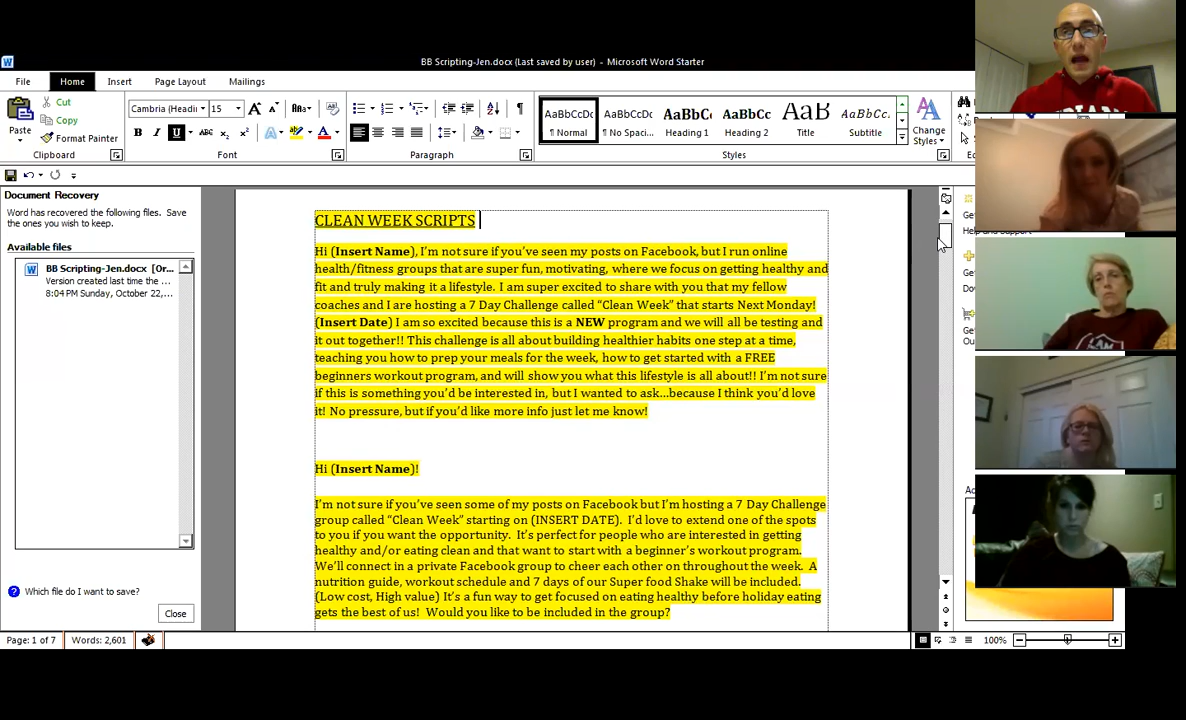 BB Scripting-Jen.docx (Last saved by user) - Microsoft Word Starter
File Home Insert Page Layout Mailings
Paste
Cut
Copy
Format Painter
Clipboard
Cambria (Headi 15
B I U ABC
Font
Paragraph
AaBbCcDc AaBbCcDc AaBbC AaBbCc AaB AaBbCc.
¶ Normal ¶ No Spaci... Heading 1 Heading 2 Title Subtitle
Change
Styles
Styles
Document Recovery
Word has recovered the following files. Save
the ones you wish to keep.
Available files
BB Scripting-Jen.docx [Or...
Version created last time the ...
8:04 PM Sunday, October 22,...
Which file do I want to save?
Close
CLEAN WEEK SCRIPTS
Hi (Insert Name), I'm not sure if you've seen my posts on Facebook, but I run online
health/fitness groups that are super fun, motivating, where we focus on getting healthy and
fit and truly making it a lifestyle. I am super excited to share with you that my fellow
coaches and I are hosting a 7 Day Challenge called “Clean Week” that starts Next Monday!
(Insert Date) I am so excited because this is a NEW program and we will all be testing and
it out together!! This challenge is all about building healthier habits one step at a time,
teaching you how to prep your meals for the week, how to get started with a FREE
beginners workout program, and will show you what this lifestyle is all about!! I'm not sure
if this is something you'd be interested in, but I wanted to ask...because I think you'd love
it! No pressure, but if you'd like more info just let me know!
Hi (Insert Name)!
I'm not sure if you've seen some of my posts on Facebook but I'm hosting a 7 Day Challenge
group called “Clean Week” starting on (INSERT DATE). I'd love to extend one of the spots
to you if you want the opportunity. It's perfect for people who are interested in getting
healthy and/or eating clean and that want to start with a beginner's workout program.
We'll connect in a private Facebook group to cheer each other on throughout the week. A
nutrition guide, workout schedule and 7 days of our Super food Shake will be included.
(Low cost, High value) It's a fun way to get focused on eating healthy before holiday eating
gets the best of us! Would you like to be included in the group?
Page: 1 of 7 Words: 2,601
100%